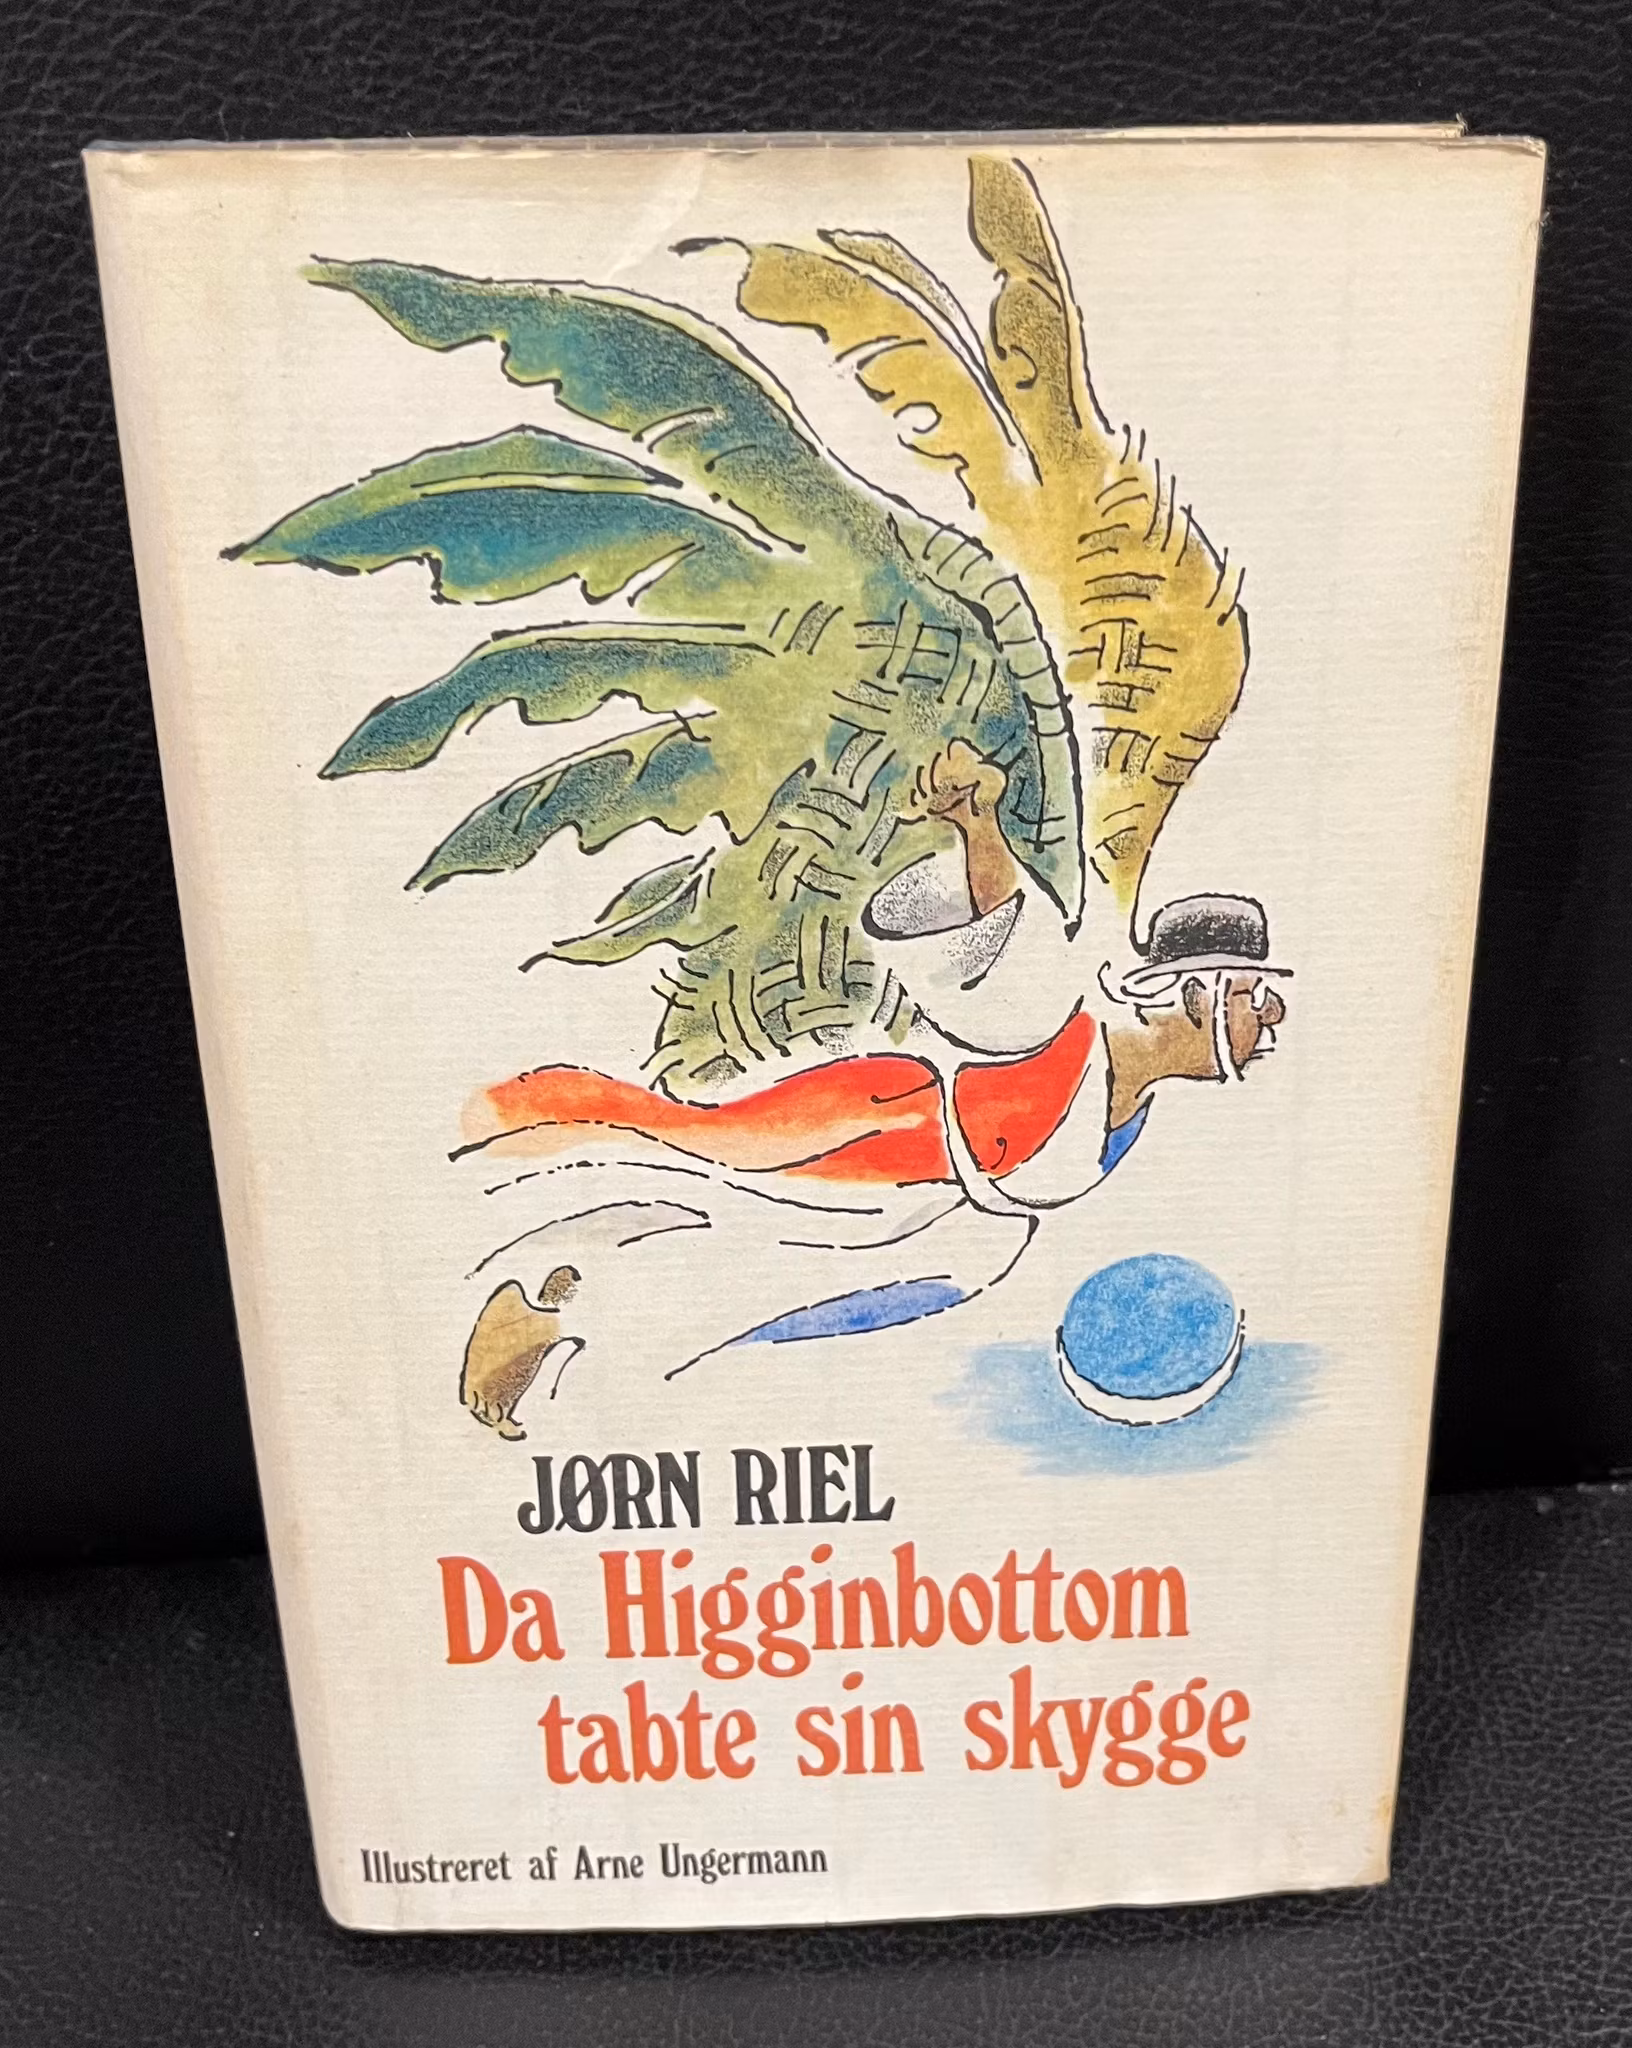 JØRN RIEL
Da Higginbottom
tabte sin skygge
Illustreret af Arne Ungermann